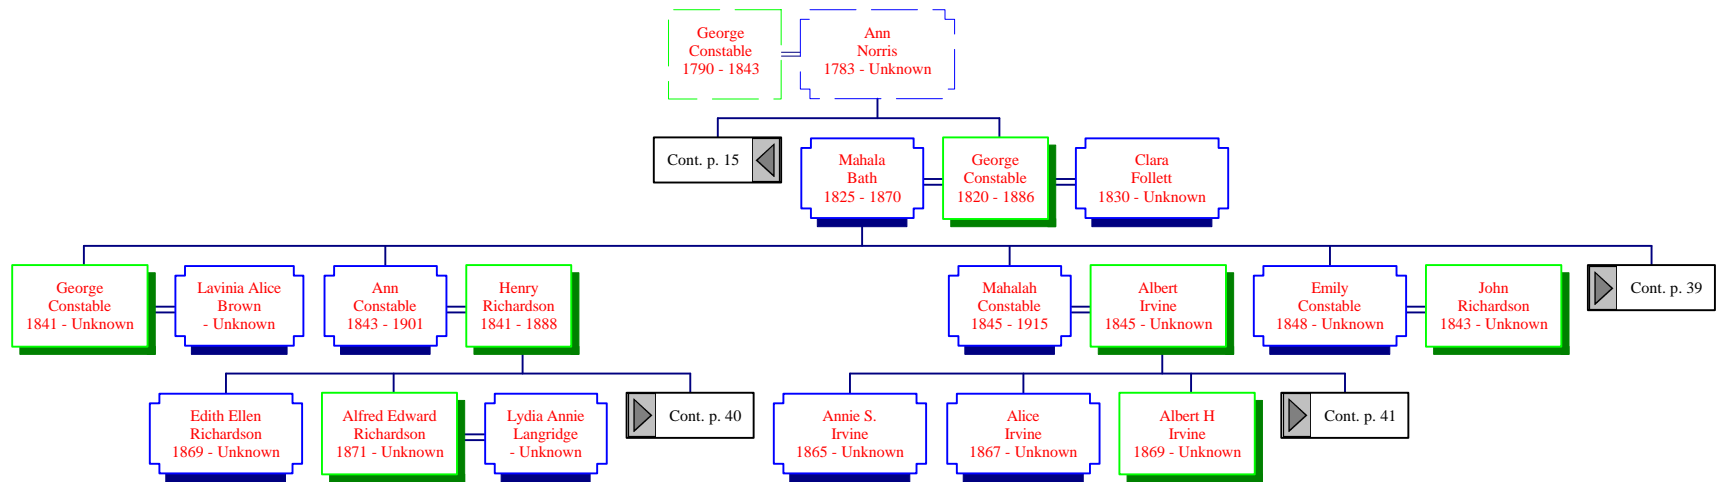 George
Constable
1790 - 1843
Ann
Norris
1783 - Unknown
Cont. p. 15
Mahala
Bath
1825 - 1870
George
Constable
1820 - 1886
Clara
Follett
1830 - Unknown
George
Constable
1841 - Unknown
Lavinia Alice
Brown
- Unknown
Ann
Constable
1843 - 1901
Henry
Richardson
1841 - 1888
Mahalah
Constable
1845 - 1915
Albert
Irvine
1845 - Unknown
Emily
Constable
1848 - Unknown
John
Richardson
1843 - Unknown
Cont. p. 39
Edith Ellen
Richardson
1869 - Unknown
Alfred Edward
Richardson
1871 - Unknown
Lydia Annie
Langridge
- Unknown
Cont. p. 40
Annie S.
Irvine
1865 - Unknown
Alice
Irvine
1867 - Unknown
Albert H
Irvine
1869 - Unknown
Cont. p. 41